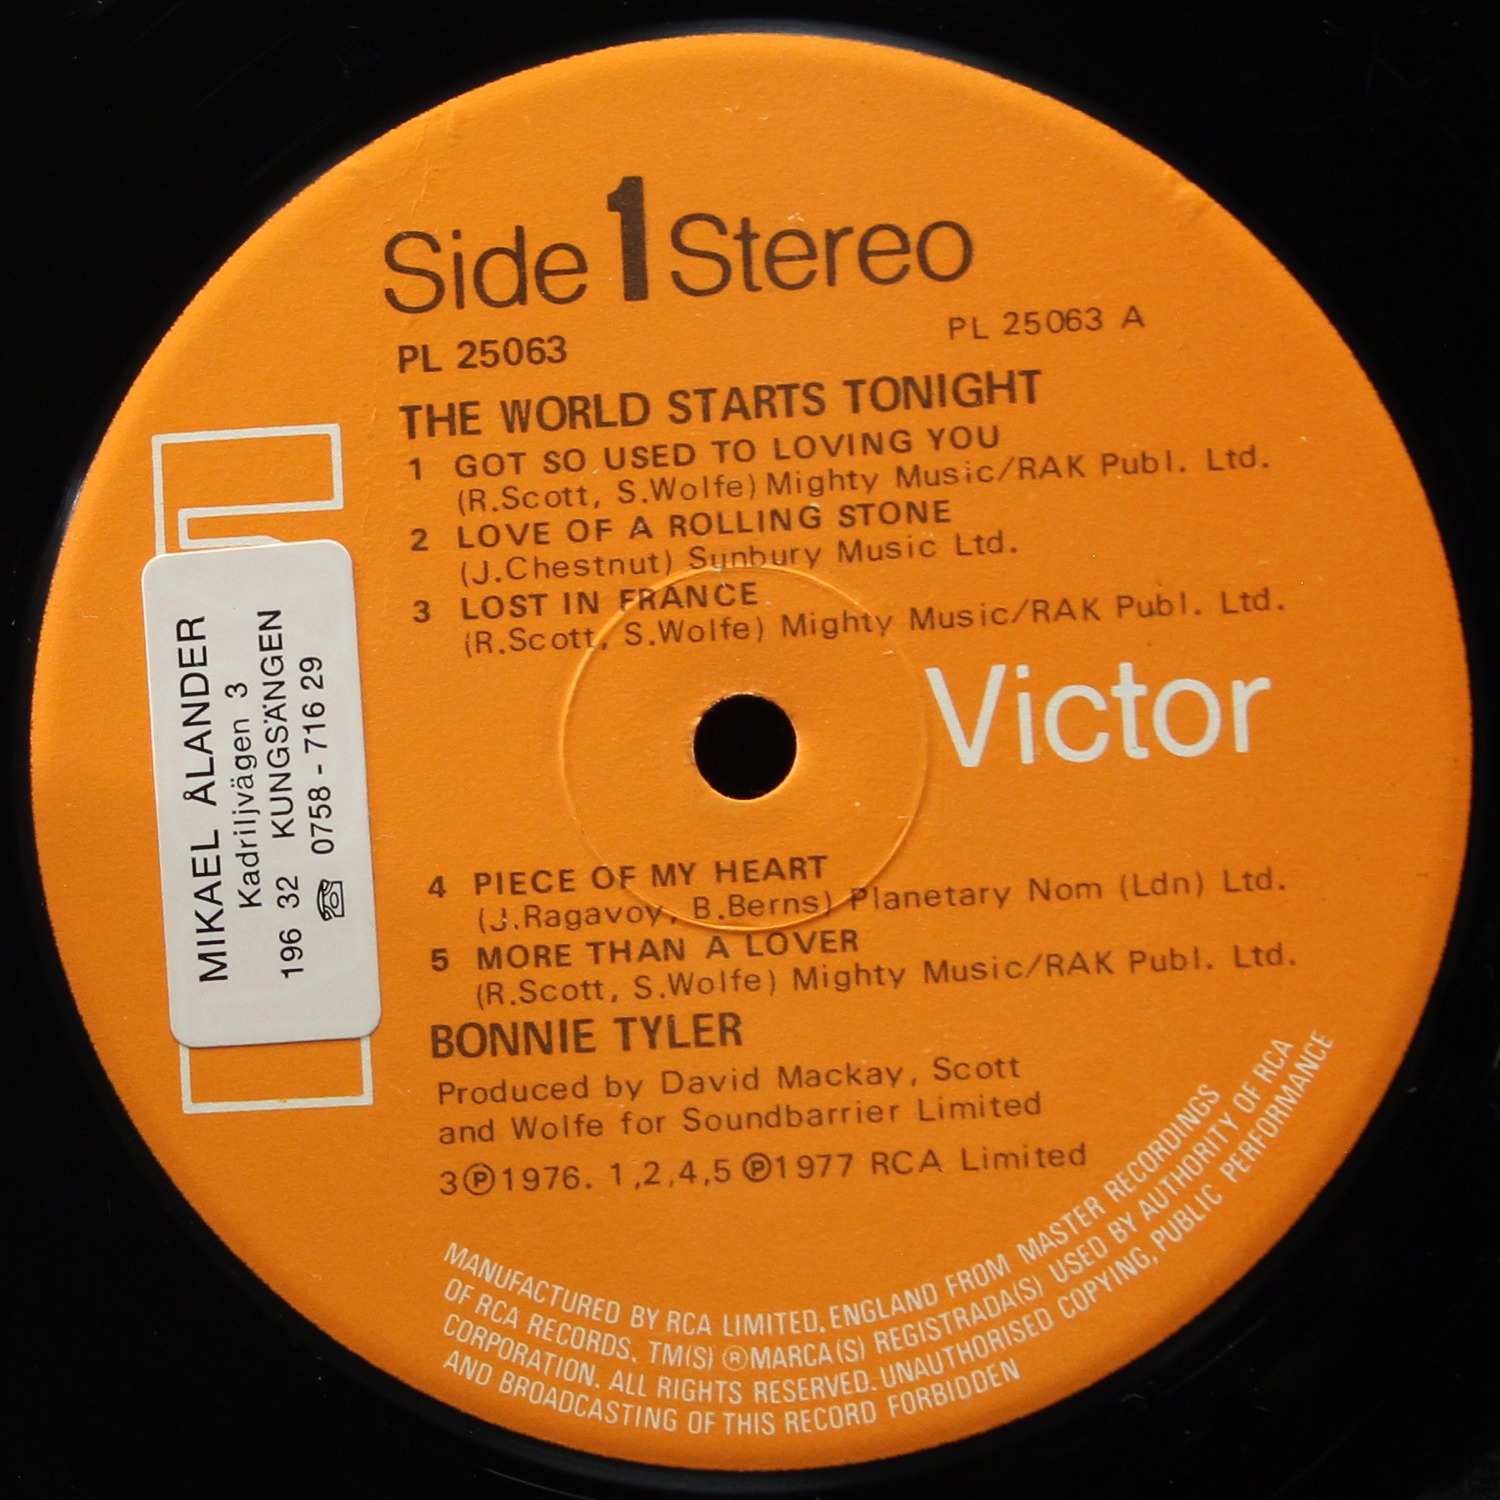 Side 1 Stereo
PL 25063
PL 25063 A
THE WORLD STARTS TONIGHT
1 GOT SO USED TO LOVING YOU
(R.Scott, S.Wolfe) Mighty Music/RAK Publ. Ltd.
2 LOVE OF A ROLLING STONE
(J.Chestnut) Sunbury Music Ltd.
3 LOST IN FRANCE
(R.Scott, S.Wolfe) Mighty Music/RAK Publ. Ltd.
Victor
4 PIECE OF MY HEART
(J.Ragavoy, B.Berns) Planetary Nom (Ldn) Ltd.
5 MORE THAN A LOVER
(R.Scott, S.Wolfe) Mighty Music/RAK Publ. Ltd.
BONNIE TYLER
Produced by David Mackay, Scott
and Wolfe for Soundbarrier Limited
3℗1976. 1,2,4,5℗1977 RCA Limited
MANUFACTURED BY RCA LIMITED, ENGLAND FROM MASTER RECORDINGS
OF RCA RECORDS. TM(S) ®MARCA(S) REGISTRADA(S) USED BY AUTHORITY OF RCA
CORPORATION. ALL RIGHTS RESERVED. UNAUTHORISED COPYING, PUBLIC PERFORMANCE
AND BROADCASTING OF THIS RECORD FORBIDDEN
MIKAEL ÅLANDER
Kadriljvägen 3
196 32 KUNGSÄNGEN
☎ 0758 - 716 29